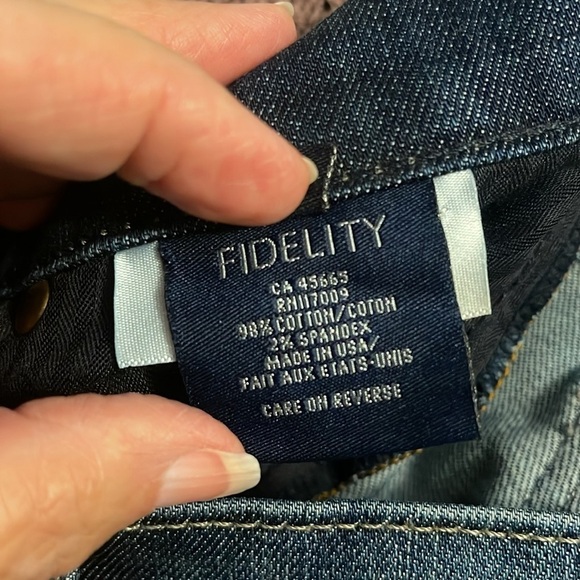 FIDELITY
CA 45665
RN117009
98% COTTON/COTON
2% SPANDEX
MADE IN USA/
FAIT AUX ETATS-UNIS
CARE ON REVERSE